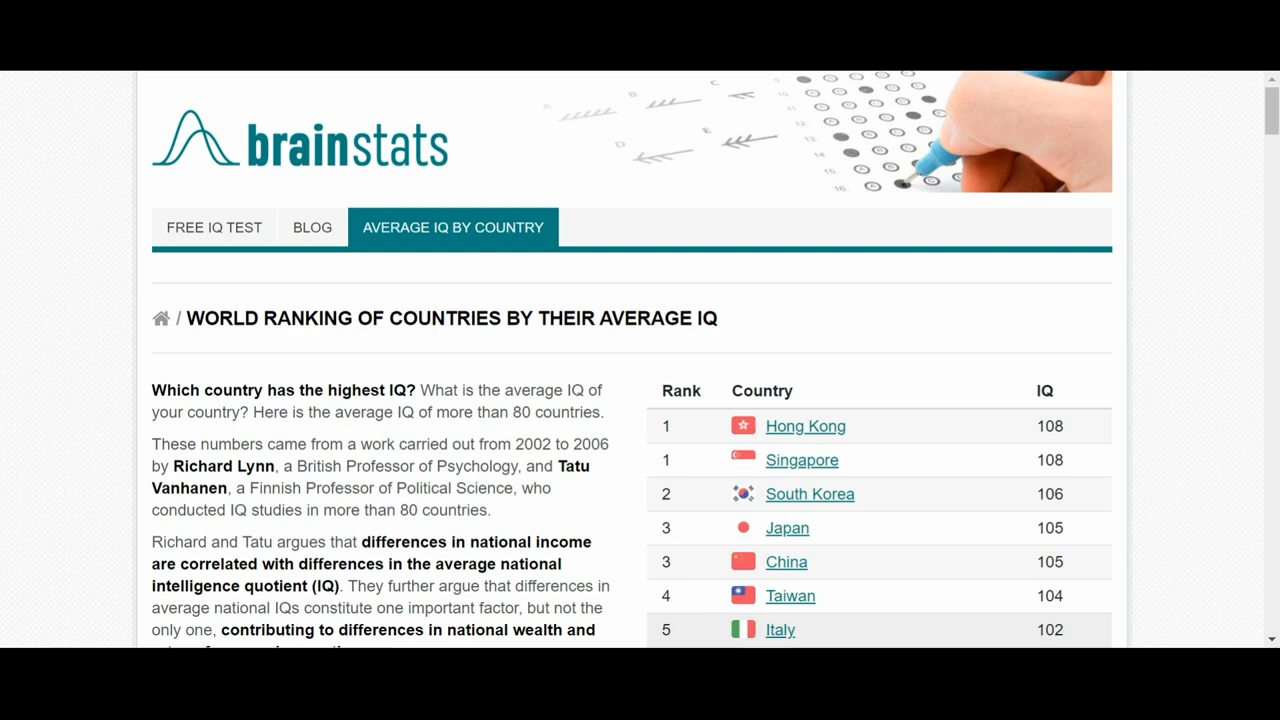 brainstats
FREE IQ TEST
BLOG
AVERAGE IQ BY COUNTRY
/ WORLD RANKING OF COUNTRIES BY THEIR AVERAGE IQ
Which country has the highest IQ? What is the average IQ of
your country? Here is the average IQ of more than 80 countries.
These numbers came from a work carried out from 2002 to 2006
by Richard Lynn, a British Professor of Psychology, and Tatu
Vanhanen, a Finnish Professor of Political Science, who
conducted IQ studies in more than 80 countries.
Richard and Tatu argues that differences in national income
are correlated with differences in the average national
intelligence quotient (IQ). They further argue that differences in
average national IQs constitute one important factor, but not the
only one, contributing to differences in national wealth and
Rank Country IQ
1 Hong Kong 108
1 Singapore 108
2 South Korea 106
3 Japan 105
3 China 105
4 Taiwan 104
5 Italy 102